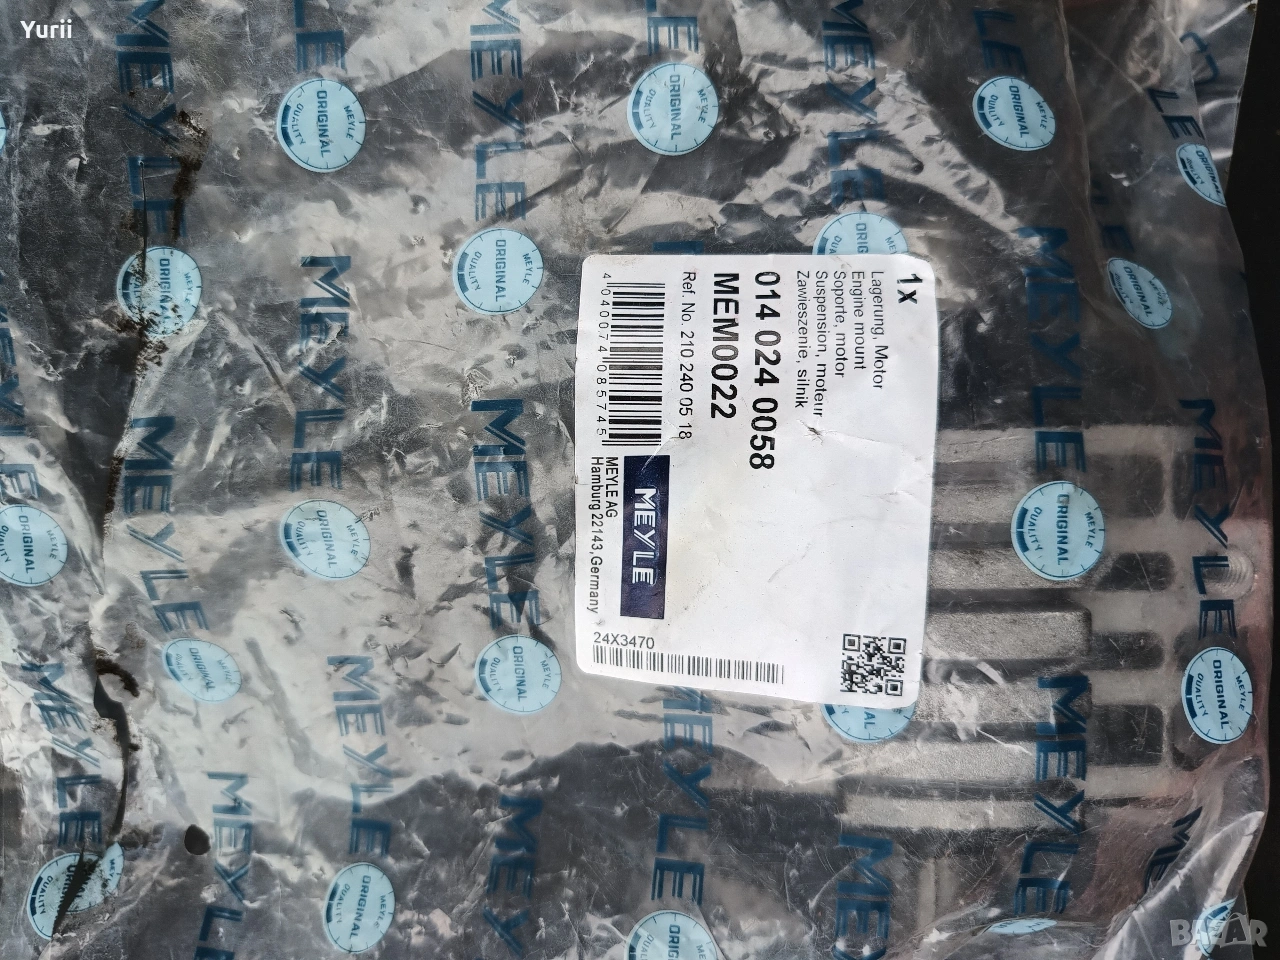 Yurii
1x
Lagerung, Motor
Engine mount
Soporte, motor
Suspension, moteur
Zawieszenie, silnik
014 024 0058
MEM0022
Ref. No. 210 240 05 18
4 040074 085745
MEYLE
MEYLE AG
Hamburg 22143,Germany
24X3470
MEYLE
ORIGINAL
QUALITY
BAZAR